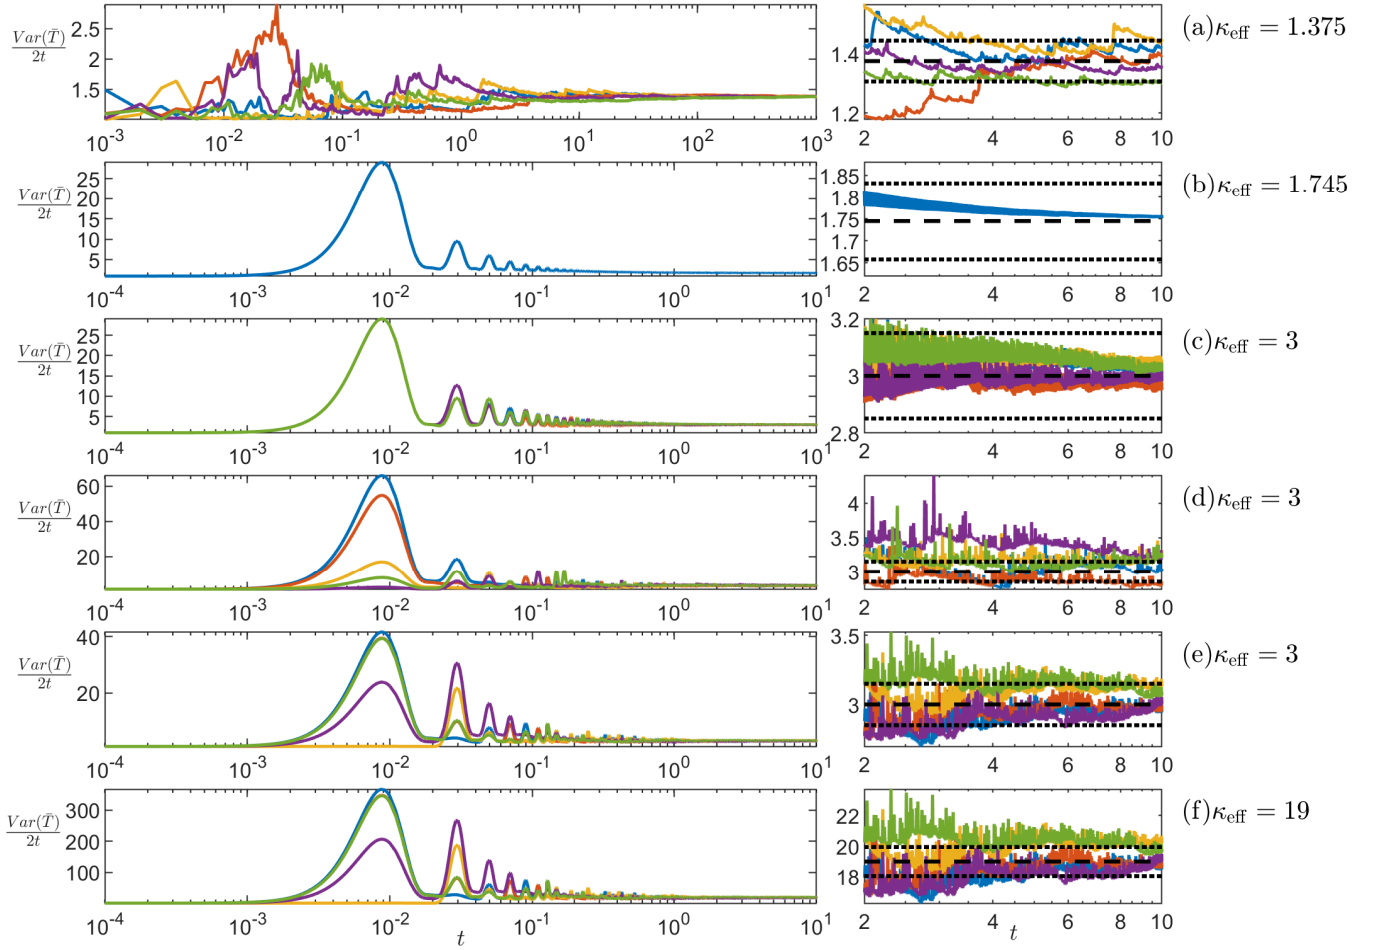 Var(T̄)/2t
2.5
2
1.5
10^-3 10^-2 10^-1 10^0 10^1 10^2 10^3
1.4
1.2
2 4 6 8 10
(a)κeff = 1.375
Var(T̄)/2t
25
20
15
10
5
10^-4 10^-3 10^-2 10^-1 10^0 10^1
1.85
1.8
1.75
1.7
1.65
2 4 6 8 10
(b)κeff = 1.745
Var(T̄)/2t
25
20
15
10
5
10^-4 10^-3 10^-2 10^-1 10^0 10^1
3.2
3
2.8
2 4 6 8 10
(c)κeff = 3
Var(T̄)/2t
60
40
20
10^-4 10^-3 10^-2 10^-1 10^0 10^1
4
3.5
3
2 4 6 8 10
(d)κeff = 3
Var(T̄)/2t
40
20
10^-4 10^-3 10^-2 10^-1 10^0 10^1
3.5
3
2 4 6 8 10
(e)κeff = 3
Var(T̄)/2t
300
200
100
10^-4 10^-3 10^-2 10^-1 10^0 10^1
t
22
20
18
2 4 6 8 10
t
(f)κeff = 19